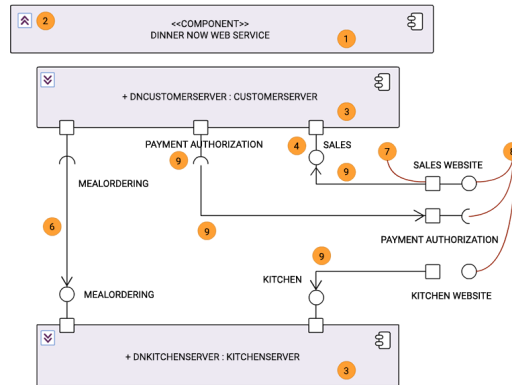 <<COMPONENT>>
2
DINNER NOW WEB SERVICE
1
+ DNCUSTOMERSERVER : CUSTOMERSERVER
3
PAYMENT AUTHORIZATION
4
SALES
7
8
9
9
SALES WEBSITE
MEALORDERING
6
9
PAYMENT AUTHORIZATION
9
KITCHEN
MEALORDERING
KITCHEN WEBSITE
+ DNKITCHENSERVER : KITCHENSERVER
3